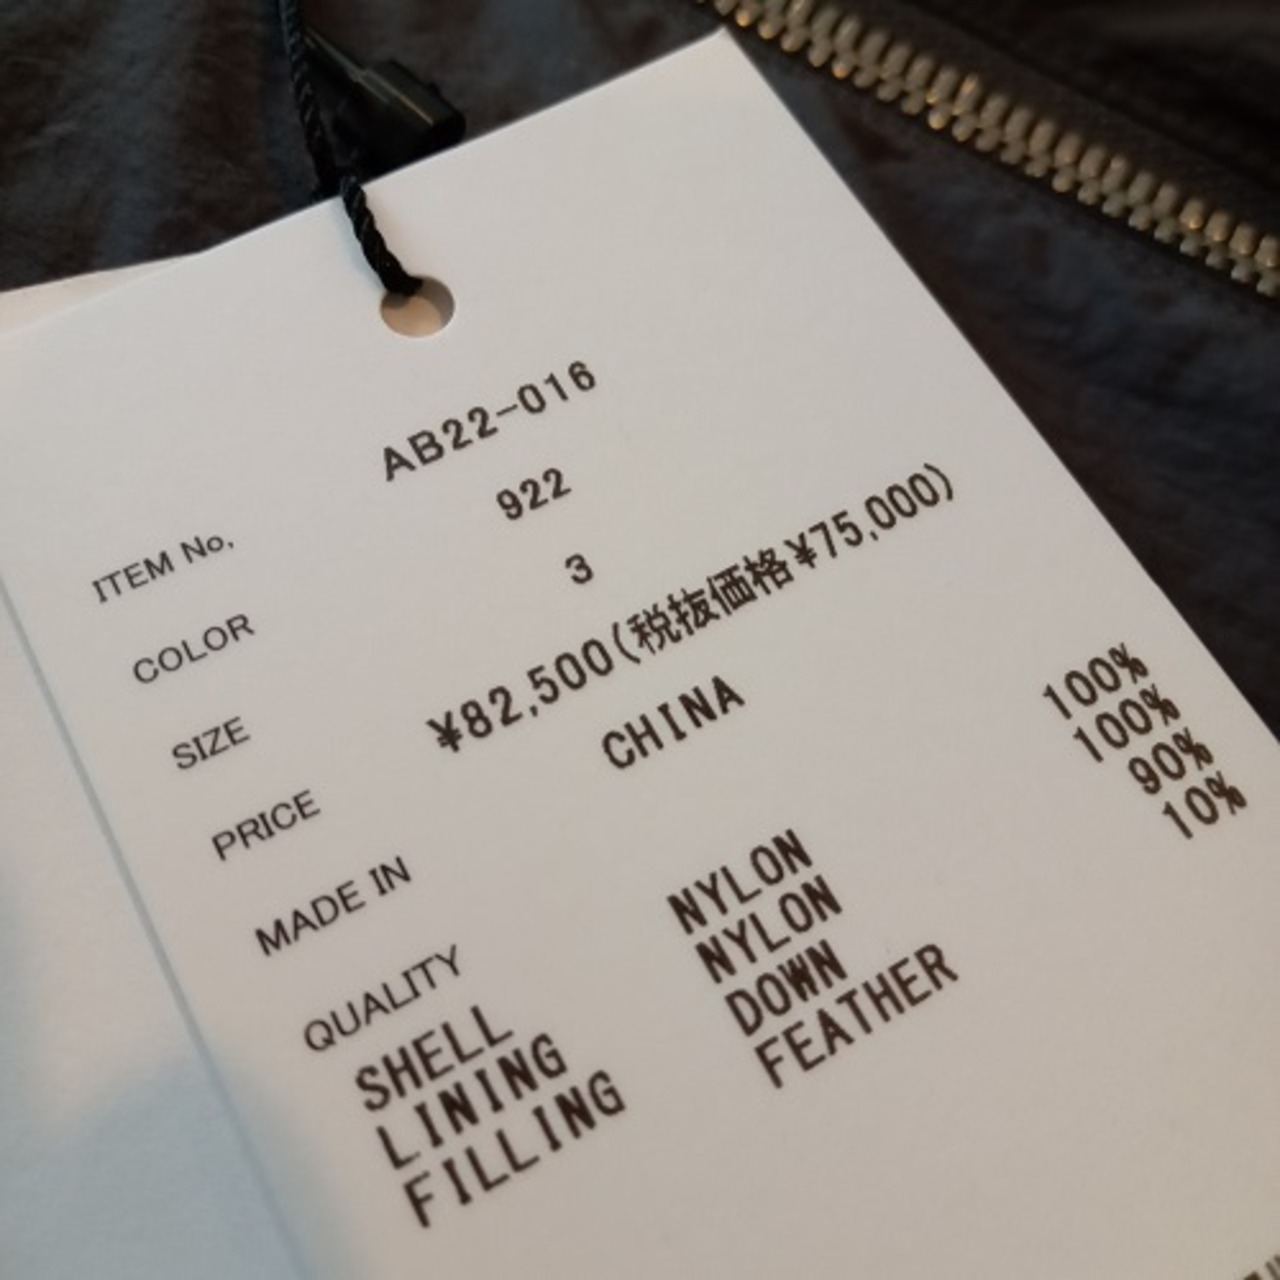 ITEM No. AB22-016
COLOR 922
SIZE 3
PRICE ¥82,500(税抜価格¥75,000)
MADE IN CHINA
QUALITY
SHELL NYLON 100%
LINING NYLON 100%
FILLING DOWN 90%
FEATHER 10%